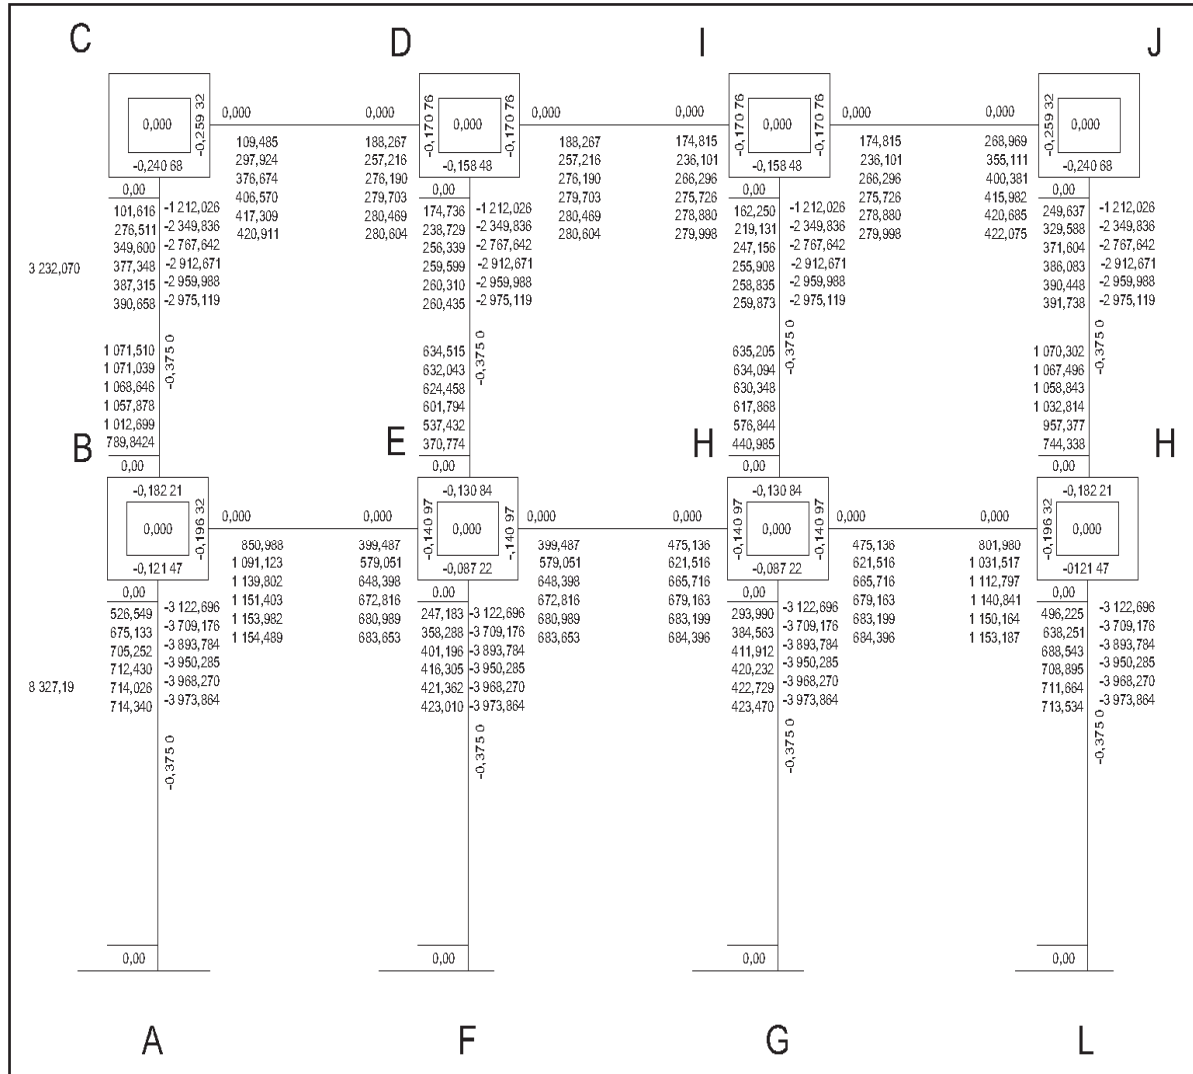 C D I J
0,000 -0,259 32 0,000 0,000 -0,170 76 0,000 -0,170 76 0,000 0,000 -0,170 76 0,000 -0,170 76 0,000 0,000 -0,259 32 0,000
-0,240 68 -0,158 48 -0,158 48 -0,240 68
109,485 188,267 188,267 174,815 174,815 268,969
297,924 257,216 257,216 236,101 236,101 355,111
376,674 276,190 276,190 266,296 266,296 400,381
406,570 279,703 279,703 275,726 275,726 415,982
417,309 280,469 280,469 278,880 278,880 420,685
420,911 280,604 280,604 279,998 279,998 422,075
0,00 0,00 0,00 0,00
101,616 -1 212,026 174,736 -1 212,026 162,250 -1 212,026 249,637 -1 212,026
276,511 -2 349,836 238,729 -2 349,836 219,131 -2 349,836 329,588 -2 349,836
349,600 -2 767,642 256,339 -2 767,642 247,156 -2 767,642 371,604 -2 767,642
3 232,070 377,348 -2 912,671 259,599 -2 912,671 255,908 -2 912,671 386,083 -2 912,671
387,315 -2 959,988 260,310 -2 959,988 258,835 -2 959,988 390,448 -2 959,988
390,658 -2 975,119 260,435 -2 975,119 259,873 -2 975,119 391,738 -2 975,119
-0,375 0 -0,375 0 -0,375 0 -0,375 0
1 071,510 634,515 635,205 1 070,302
1 071,039 632,043 634,094 1 067,496
1 068,646 624,458 630,348 1 058,843
1 057,878 601,794 617,868 1 032,814
1 012,699 537,432 576,844 957,377
789,8424 370,774 440,985 744,338
B E H H
0,00 0,00 0,00 0,00
-0,182 21 -0,130 84 -0,130 84 -0,182 21
0,000 -0,196 32 0,000 0,000 -0,140 97 0,000 -,140 97 0,000 0,000 -0,140 97 0,000 -0,140 97 0,000 0,000 -0,196 32 0,000
-0,121 47 -0,087 22 -0,087 22 -0121 47
850,988 399,487 399,487 475,136 475,136 801,980
1 091,123 579,051 579,051 621,516 621,516 1 031,517
1 139,802 648,398 648,398 665,716 665,716 1 112,797
1 151,403 672,816 672,816 679,163 679,163 1 140,841
1 153,982 680,989 680,989 683,199 683,199 1 150,164
1 154,489 683,653 683,653 684,396 684,396 1 153,187
0,00 0,00 0,00 0,00
526,549 -3 122,696 247,183 -3 122,696 293,990 -3 122,696 496,225 -3 122,696
675,133 -3 709,176 358,288 -3 709,176 384,563 -3 709,176 638,251 -3 709,176
705,252 -3 893,784 401,196 -3 893,784 411,912 -3 893,784 688,543 -3 893,784
712,430 -3 950,285 416,305 -3 950,285 420,232 -3 950,285 708,895 -3 950,285
8 327,19 714,026 -3 968,270 421,362 -3 968,270 422,729 -3 968,270 711,664 -3 968,270
714,340 -3 973,864 423,010 -3 973,864 423,470 -3 973,864 713,534 -3 973,864
-0,375 0 -0,375 0 -0,375 0 -0,375 0
0,00 0,00 0,00 0,00
A F G L